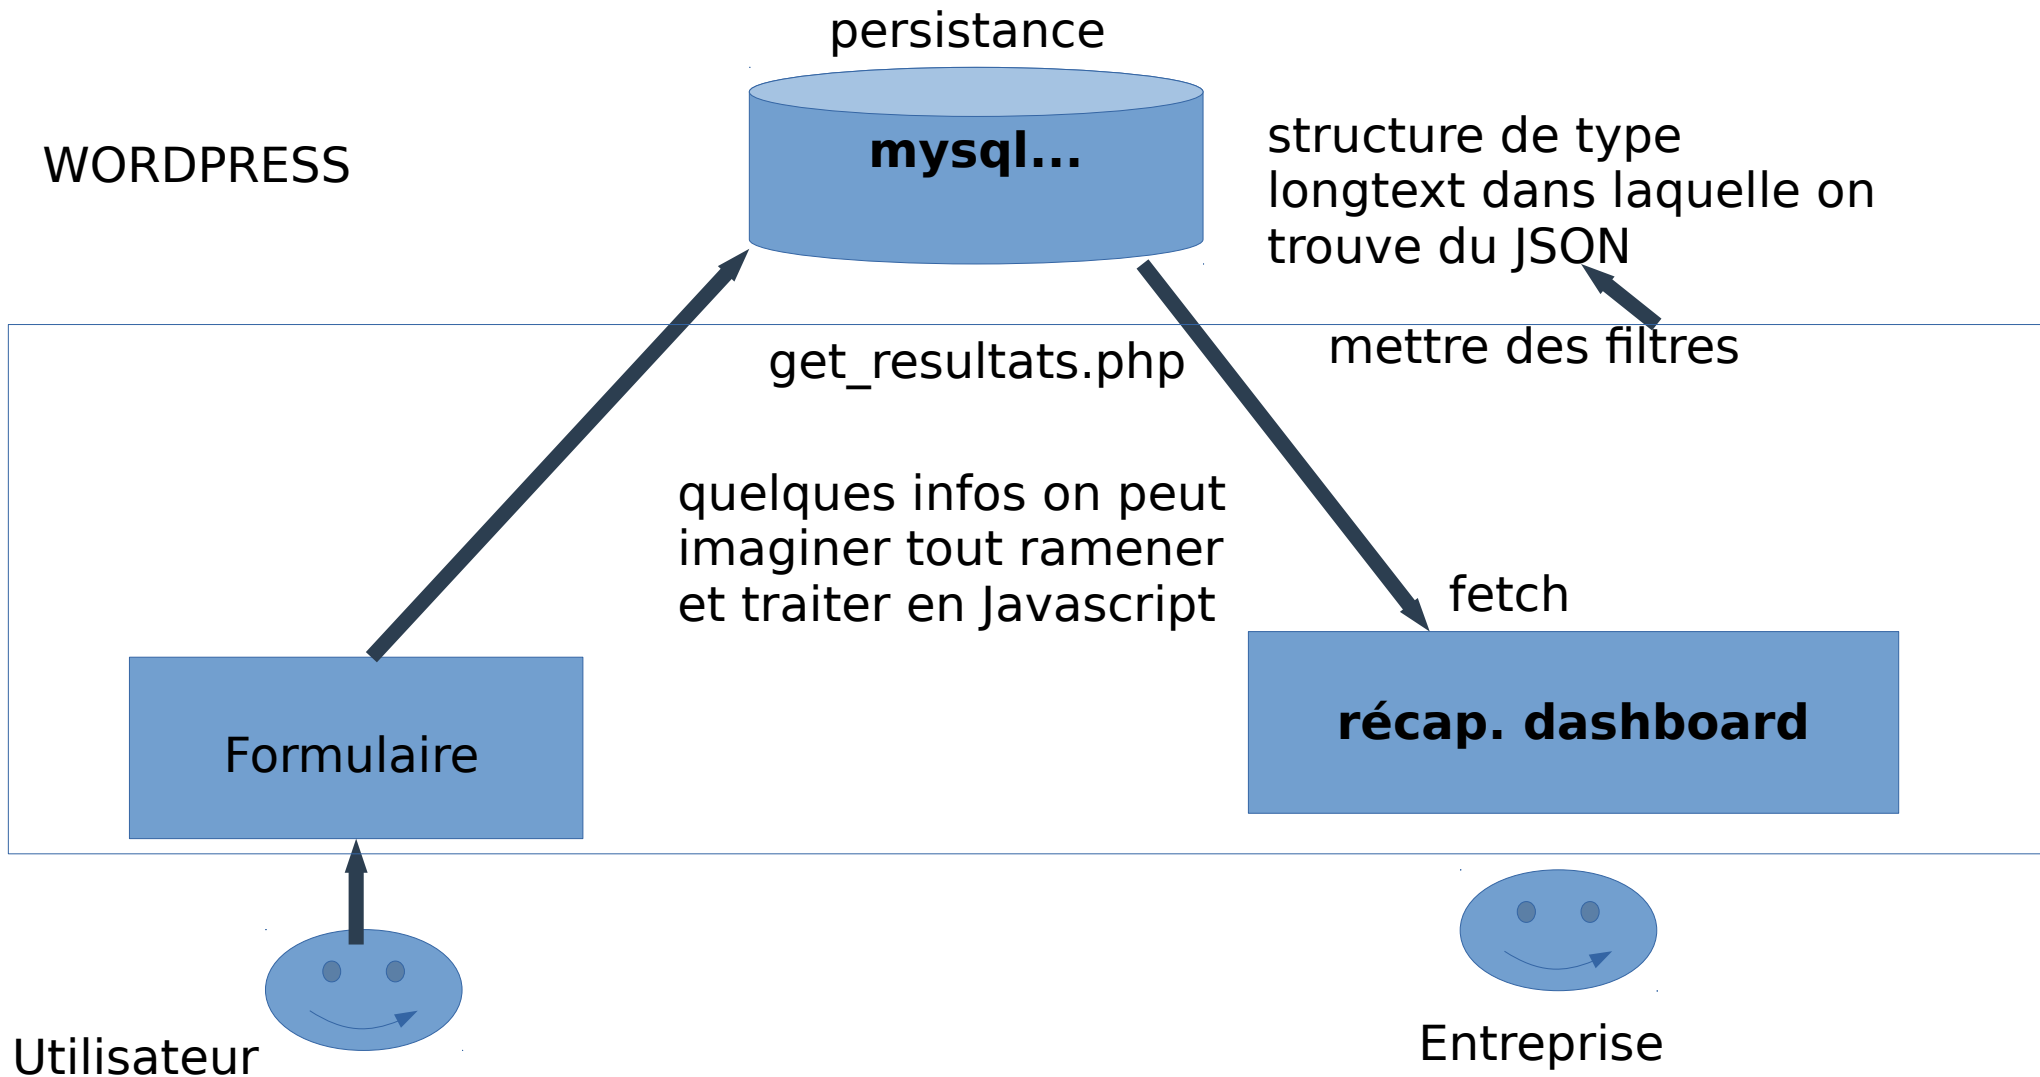 persistance
mysql...
WORDPRESS
structure de type
longtext dans laquelle on
trouve du JSON
get_resultats.php
mettre des filtres
quelques infos on peut
imaginer tout ramener
et traiter en Javascript
fetch
Formulaire
récap. dashboard
Utilisateur
Entreprise